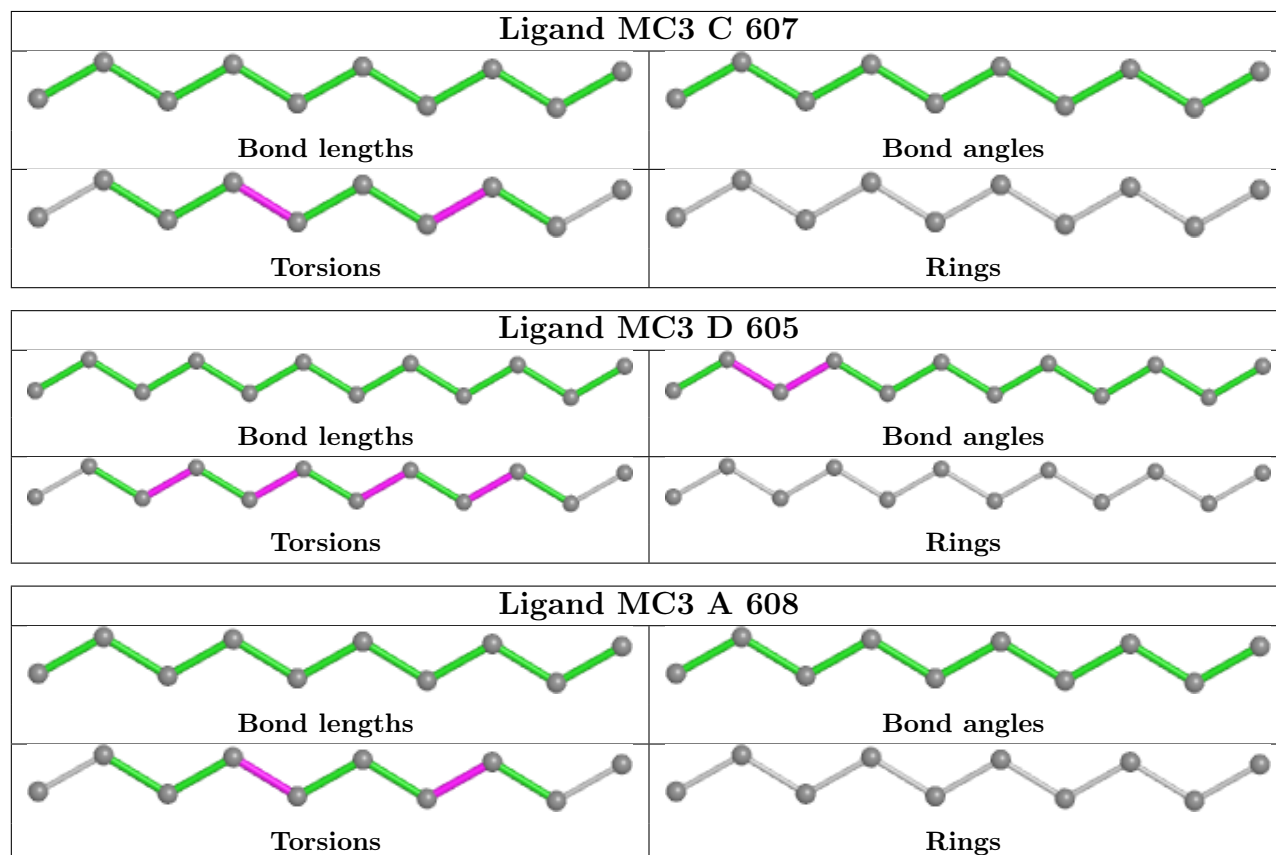 Ligand MC3 C 607
Bond lengths
Bond angles
Torsions
Rings
Ligand MC3 D 605
Bond lengths
Bond angles
Torsions
Rings
Ligand MC3 A 608
Bond lengths
Bond angles
Torsions
Rings